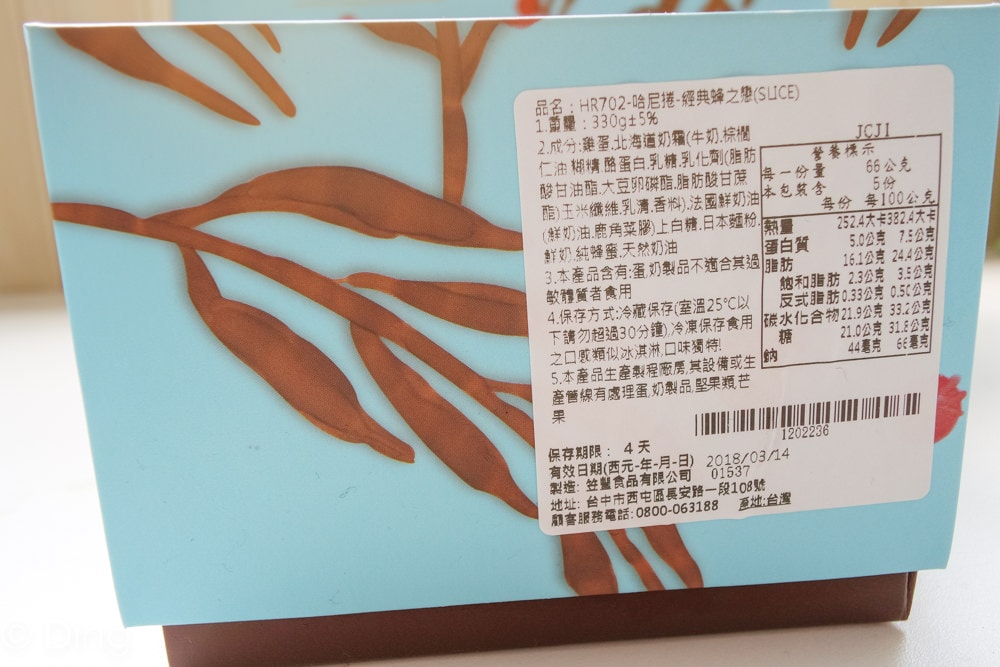 品名：HR702-哈尼捲-經典蜂之戀(SLICE)
1.重量：330g±5%
2.成分:雞蛋,北海道奶霜(牛奶,棕櫚
仁油,糊精,酪蛋白,乳糖,乳化劑(脂肪
酸甘油酯,大豆卵磷酯,脂肪酸甘蔗
酯)玉米纖維,乳清,香料),法國鮮奶油
(鮮奶油,鹿角菜膠)上白糖,日本麵粉,
鮮奶,純蜂蜜,天然奶油
3.本產品含有:蛋,奶製品不適合其過
敏體質者食用
4.保存方式:冷藏保存(室溫25℃以
下請勿超過30分鐘),冷凍保存食用
之口感類似冰淇淋,口味獨特!
5.本產品生產製程廠房,其設備或生
產管線有處理蛋,奶製品,堅果類,芒
果
JCJI
營養標示
每一份量 66公克
本包裝含 5份
每份 每100公克
熱量 252.4大卡 382.4大卡
蛋白質 5.0公克 7.5公克
脂肪 16.1公克 24.4公克
飽和脂肪 2.3公克 3.5公克
反式脂肪 0.33公克 0.50公克
碳水化合物 21.9公克 33.2公克
糖 21.0公克 31.8公克
鈉 44毫克 66毫克
1202236
保存期限： 4 天
有效日期(西元-年-月-日) 2018/03/14
製造: 笠豐食品有限公司 01537
地址: 台中市西屯區長安路一段108號
顧客服務電話:0800-063188 產地:台灣
© Ding